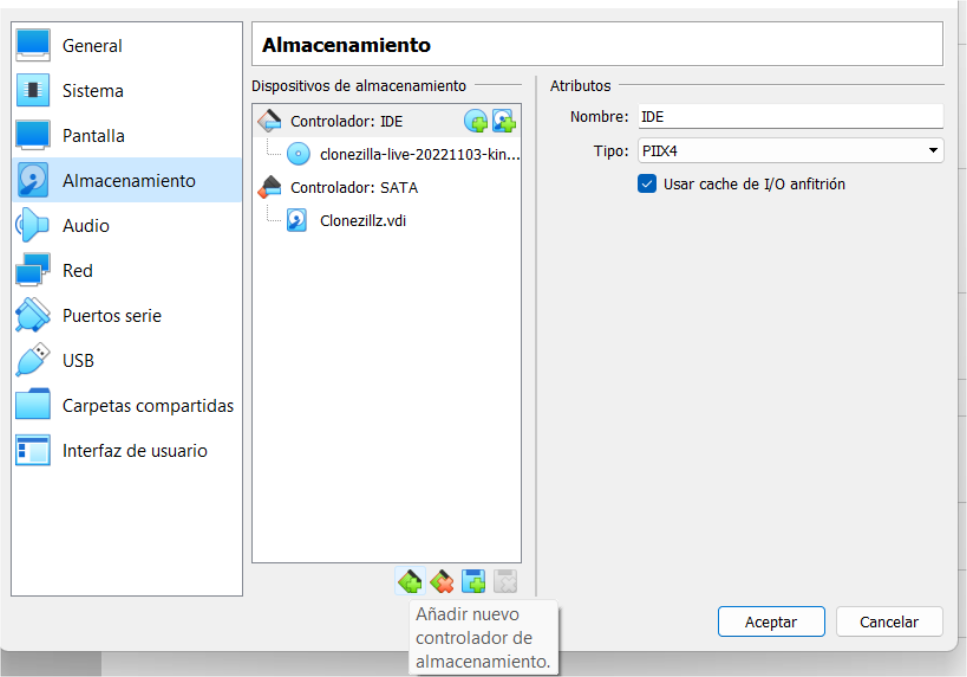 General
Sistema
Pantalla
Almacenamiento
Audio
Red
Puertos serie
USB
Carpetas compartidas
Interfaz de usuario
Almacenamiento
Dispositivos de almacenamiento
Controlador: IDE
clonezilla-live-20221103-kin...
Controlador: SATA
Clonezillz.vdi
Atributos
Nombre: IDE
Tipo: PIIX4
Usar cache de I/O anfitrión
Añadir nuevo
controlador de
almacenamiento.
Aceptar
Cancelar